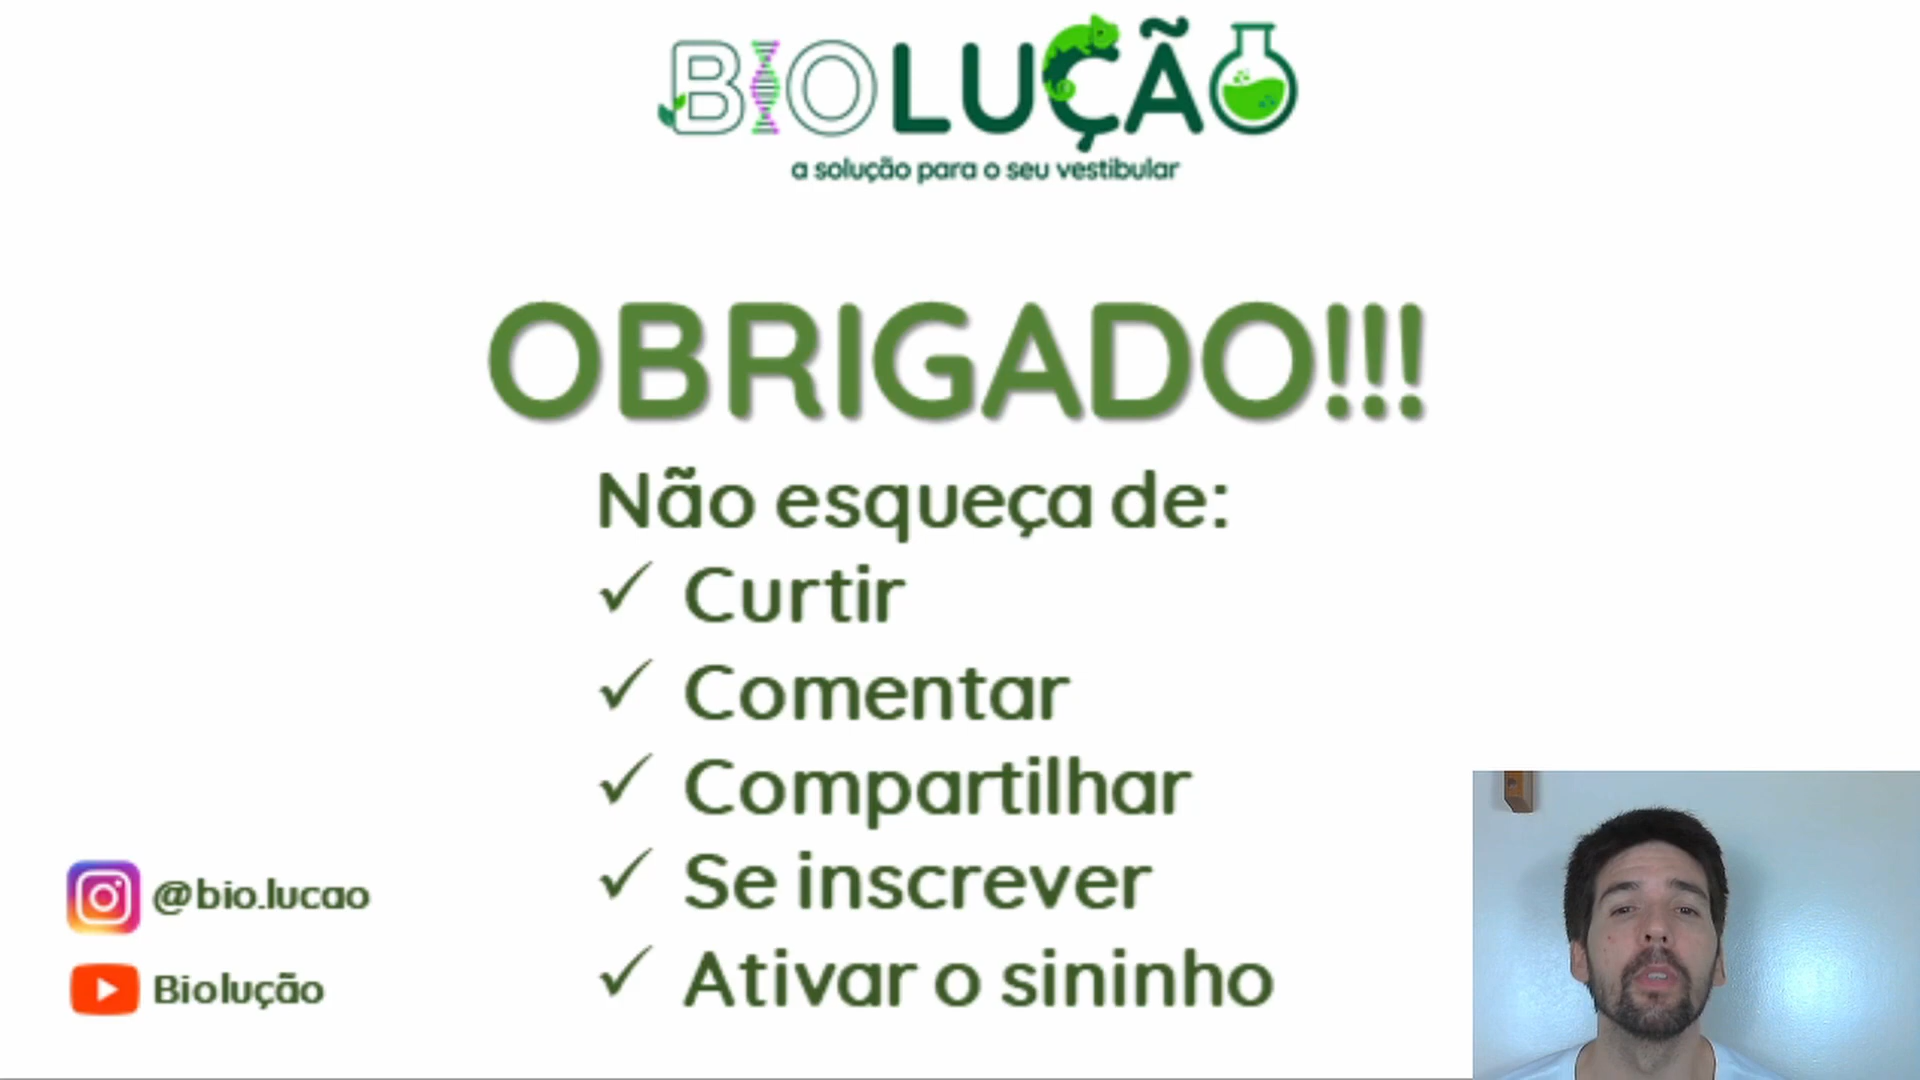 BIOLUÇÃO
a solução para o seu vestibular
OBRIGADO!!!
Não esqueça de:
✓ Curtir
✓ Comentar
✓ Compartilhar
✓ Se inscrever
✓ Ativar o sininho
@bio.lucao
Biolução